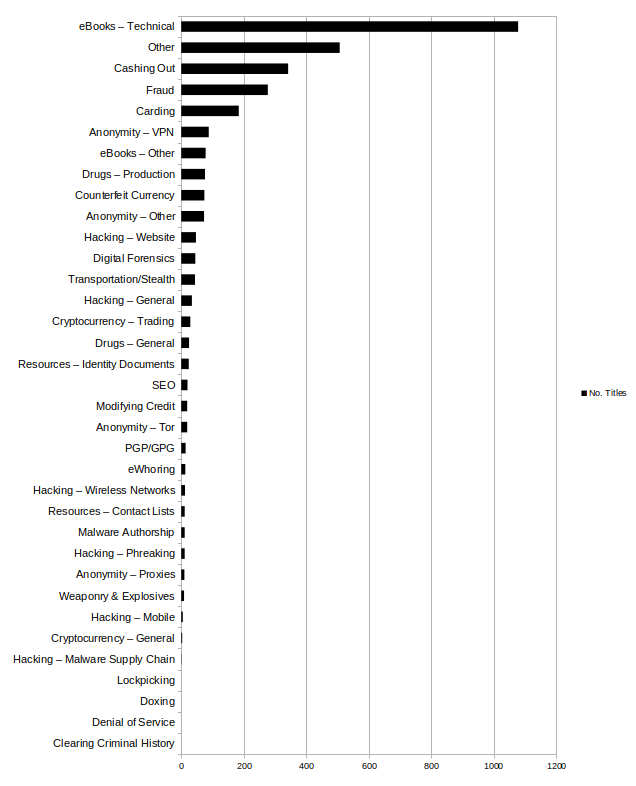 eBooks – Technical
Other
Cashing Out
Fraud
Carding
Anonymity – VPN
eBooks – Other
Drugs – Production
Counterfeit Currency
Anonymity – Other
Hacking – Website
Digital Forensics
Transportation/Stealth
Hacking – General
Cryptocurrency – Trading
Drugs – General
Resources – Identity Documents
SEO
Modifying Credit
Anonymity – Tor
PGP/GPG
eWhoring
Hacking – Wireless Networks
Resources – Contact Lists
Malware Authorship
Hacking – Phreaking
Anonymity – Proxies
Weaponry & Explosives
Hacking – Mobile
Cryptocurrency – General
Hacking – Malware Supply Chain
Lockpicking
Doxing
Denial of Service
Clearing Criminal History
0 200 400 600 800 1000 1200
No. Titles